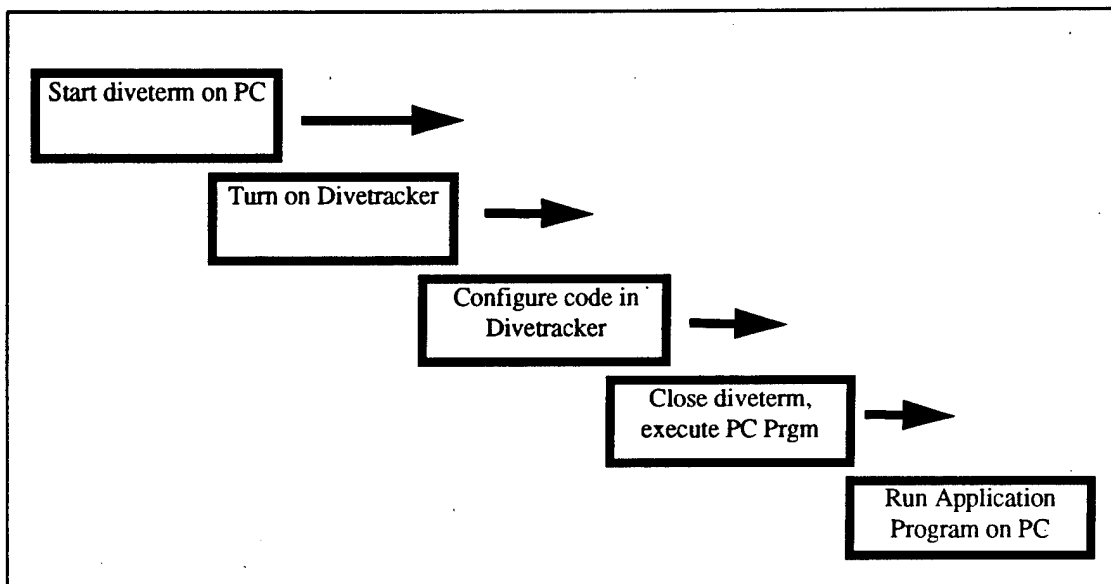 Start diveterm on PC
Turn on Divetracker
Configure code in
Divetracker
Close diveterm,
execute PC Prgm
Run Application
Program on PC